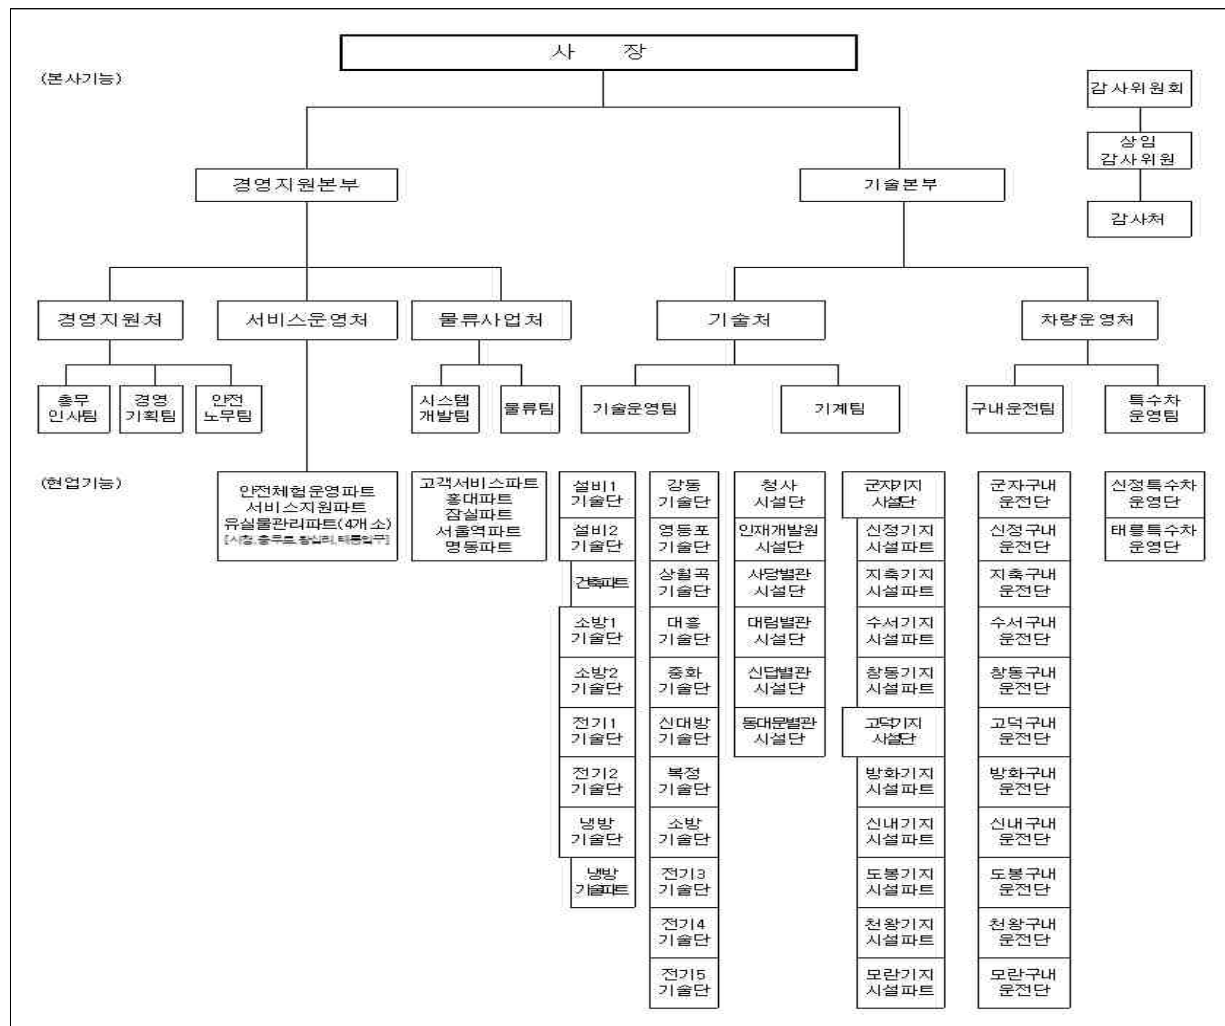 사 장
(본사기능)
감사위원회
상임
감사위원
감사처
경영지원본부
기술본부
경영지원처
서비스운영처
물류사업처
기술처
차량운영처
총무
인사팀
경영
기획팀
안전
노무팀
시스템
개발팀
물류팀
기술운영팀
기계팀
구내운전팀
특수차
운영팀
(현업기능)
안전체험운영파트
서비스지원파트
유실물관리파트(4개소)
[시청, 충무로, 왕십리, 태릉입구]
고객서비스파트
홍대파트
잠실파트
서울역파트
명동파트
설비1
기술단
설비2
기술단
건축파트
소방1
기술단
소방2
기술단
전기1
기술단
전기2
기술단
냉방
기술단
냉방
기술파트
강동
기술단
영등포
기술단
상월곡
기술단
대흥
기술단
중화
기술단
신대방
기술단
복정
기술단
소방
기술단
전기3
기술단
전기4
기술단
전기5
기술단
청사
시설단
인재개발원
시설단
사당별관
시설단
대림별관
시설단
신답별관
시설단
동대문별관
시설단
군자기지
시설단
신정기지
시설파트
지축기지
시설파트
수서기지
시설파트
창동기지
시설파트
고덕기지
시설단
방화기지
시설파트
신내기지
시설파트
도봉기지
시설파트
천왕기지
시설파트
모란기지
시설파트
군자구내
운전단
신정구내
운전단
지축구내
운전단
수서구내
운전단
창동구내
운전단
고덕구내
운전단
방화구내
운전단
신내구내
운전단
도봉구내
운전단
천왕구내
운전단
모란구내
운전단
신정특수차
운영단
태릉특수차
운영단